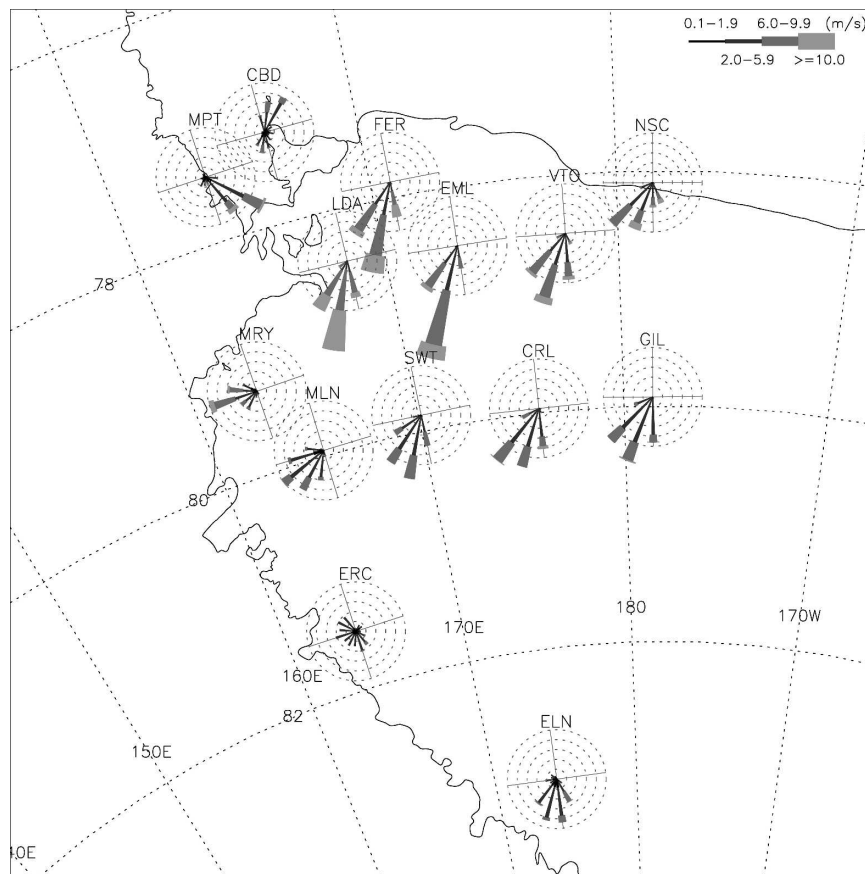 0.1−1.9 6.0−9.9 (m/s)
2.0−5.9 >=10.0
CBD
MPT
FER
NSC
EML
VTO
LDA
78
MRY
SWT
CRL
GIL
MLN
80
ERC
180
170W
170E
160E
82
ELN
150E
40E